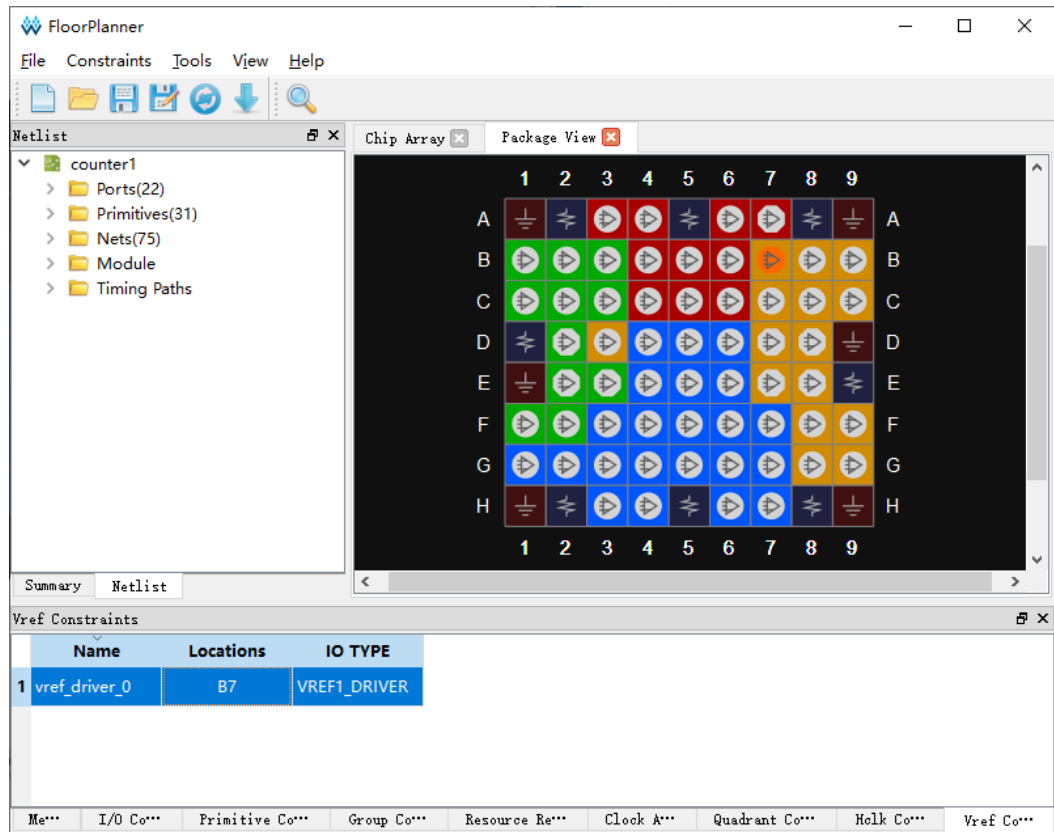 FloorPlanner
File Constraints Tools View Help
Netlist
Chip Array Package View
counter1
Ports(22)
Primitives(31)
Nets(75)
Module
Timing Paths
1 2 3 4 5 6 7 8 9
A A
B B
C C
D D
E E
F F
G G
H H
1 2 3 4 5 6 7 8 9
Summary Netlist
Vref Constraints
Name Locations IO TYPE
1 vref_driver_0 B7 VREF1_DRIVER
Me··· I/O Co··· Primitive Co··· Group Co··· Resource Re··· Clock A··· Quadrant Co··· Hclk Co··· Vref Co···